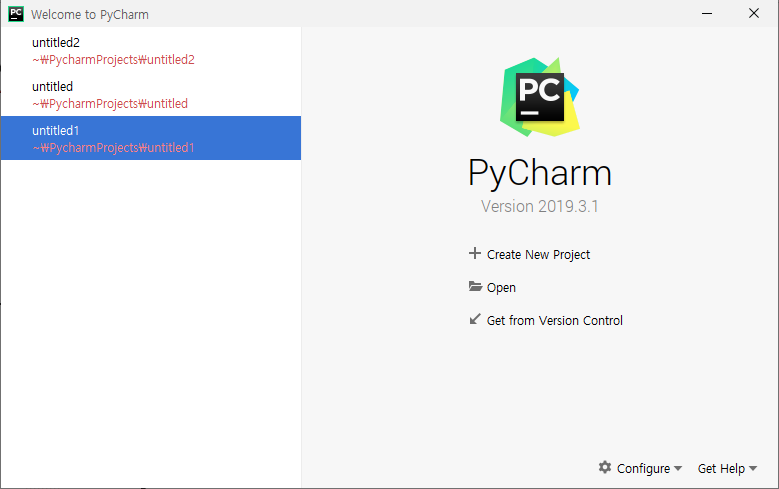 Welcome to PyCharm
untitled2
~₩PycharmProjects₩untitled2
untitled
~₩PycharmProjects₩untitled
untitled1
~₩PycharmProjects₩untitled1
PC
PyCharm
Version 2019.3.1
Create New Project
Open
Get from Version Control
Configure
Get Help